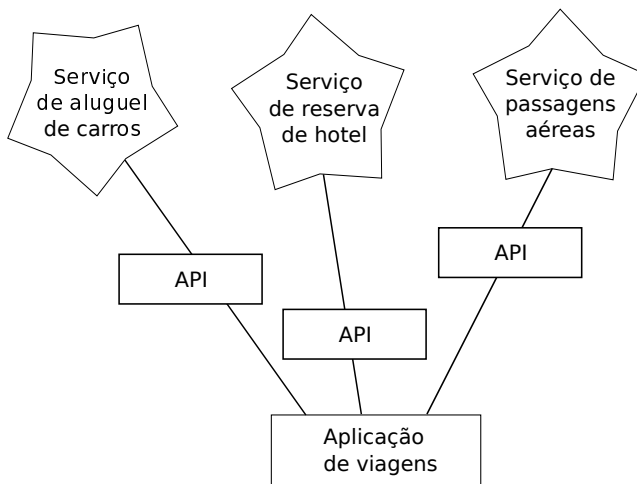 Serviço
de aluguel
de carros
Serviço
de reserva
de hotel
Serviço de
passagens
aéreas
API
API
API
Aplicação
de viagens